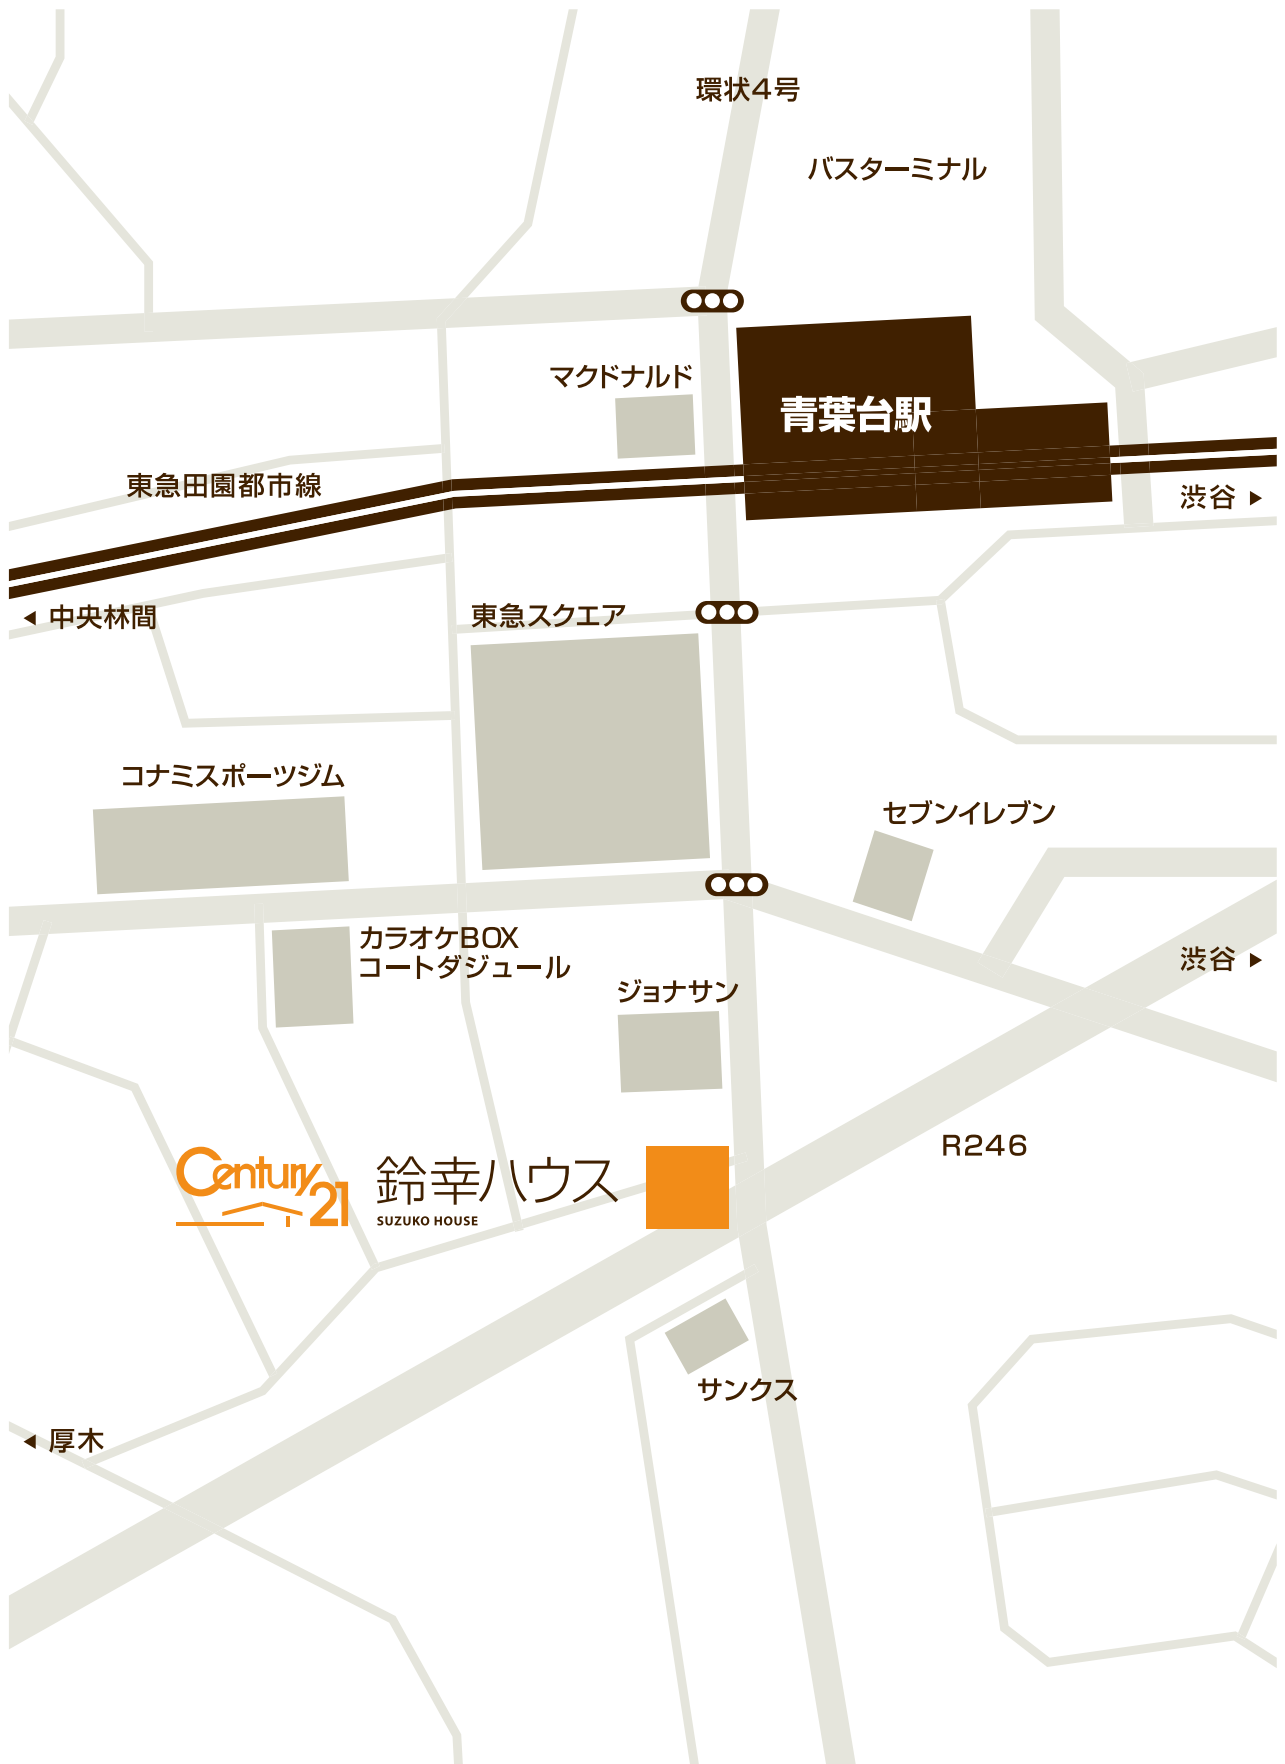 環状4号
バスターミナル
マクドナルド
青葉台駅
東急田園都市線
渋谷 ▶
◀ 中央林間
東急スクエア
コナミスポーツジム
セブンイレブン
カラオケBOX
コートダジュール
渋谷 ▶
ジョナサン
R246
Century 21
鈴幸ハウス
SUZUKO HOUSE
サンクス
◀ 厚木